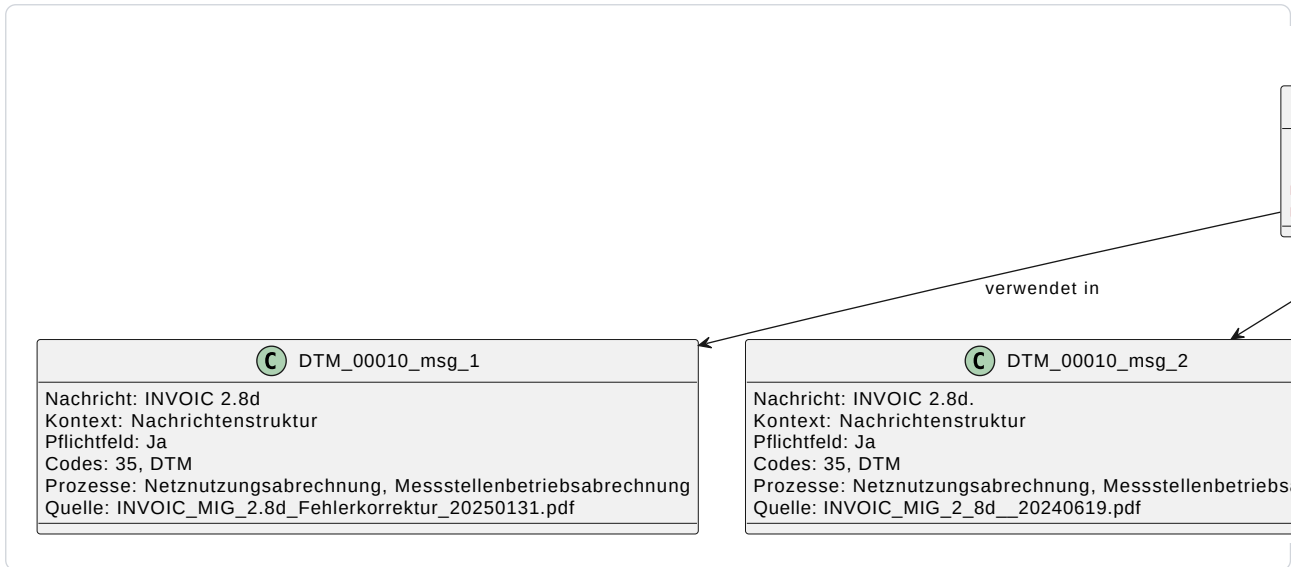 verwendet in
C DTM_00010_msg_1
Nachricht: INVOIC 2.8d
Kontext: Nachrichtenstruktur
Pflichtfeld: Ja
Codes: 35, DTM
Prozesse: Netznutzungsabrechnung, Messstellenbetriebsabrechnung
Quelle: INVOIC_MIG_2.8d_Fehlerkorrektur_20250131.pdf
C DTM_00010_msg_2
Nachricht: INVOIC 2.8d.
Kontext: Nachrichtenstruktur
Pflichtfeld: Ja
Codes: 35, DTM
Prozesse: Netznutzungsabrechnung,
Quelle: INVOIC_MIG_2_8d__20240619.pdf